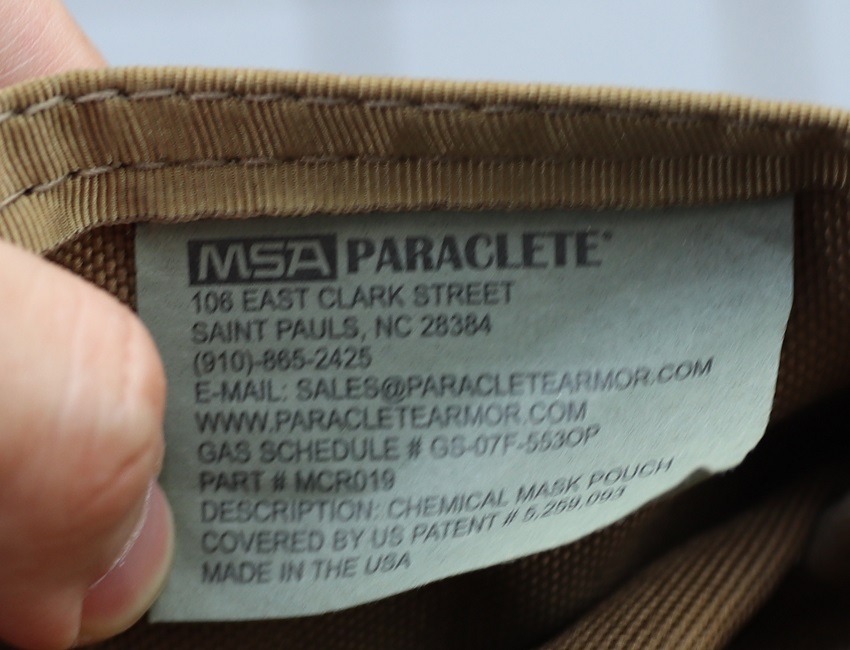 MSA PARACLETE
106 EAST CLARK STREET
SAINT PAULS, NC 28384
(910)-865-2425
E-MAIL: SALES@PARACLETEARMOR.COM
WWW.PARACLETEARMOR.COM
GAS SCHEDULE # GS-07F-553OP
PART # MCR019
DESCRIPTION: CHEMICAL MASK POUCH
COVERED BY US PATENT # 5,259,093
MADE IN THE USA